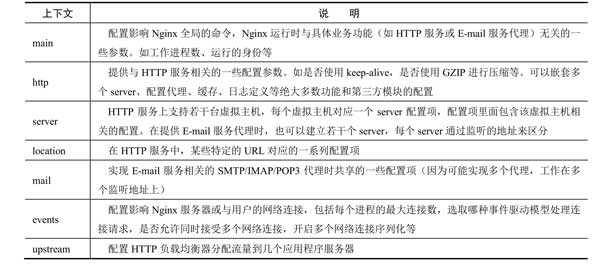 上下文 说 明
main 配置影响 Nginx 全局的命令，Nginx 运行时与具体业务功能（如 HTTP 服务或 E-mail 服务代理）无关的一
些参数。如工作进程数、运行的身份等
http 提供与 HTTP 服务相关的一些配置参数。如是否使用 keep-alive，是否使用 GZIP 进行压缩等。可以嵌套多
个 server、配置代理、缓存、日志定义等绝大多数功能和第三方模块的配置
server HTTP 服务上支持若干台虚拟主机，每个虚拟主机对应一个 server 配置项，配置项里面包含该虚拟主机相
关的配置。在提供 E-mail 服务代理时，也可以建立若干个 server，每个 server 通过监听的地址来区分
location 在 HTTP 服务中，某些特定的 URL 对应的一系列配置项
mail 实现 E-mail 服务相关的 SMTP/IMAP/POP3 代理时共享的一些配置项（因为可能实现多个代理，工作在多
个监听地址上）
events 配置影响 Nginx 服务器或与用户的网络连接，包括每个进程的最大连接数，选取哪种事件驱动模型处理连
接请求，是否允许同时接受多个网络连接，开启多个网络连接序列化等
upstream 配置 HTTP 负载均衡器分配流量到几个应用程序服务器